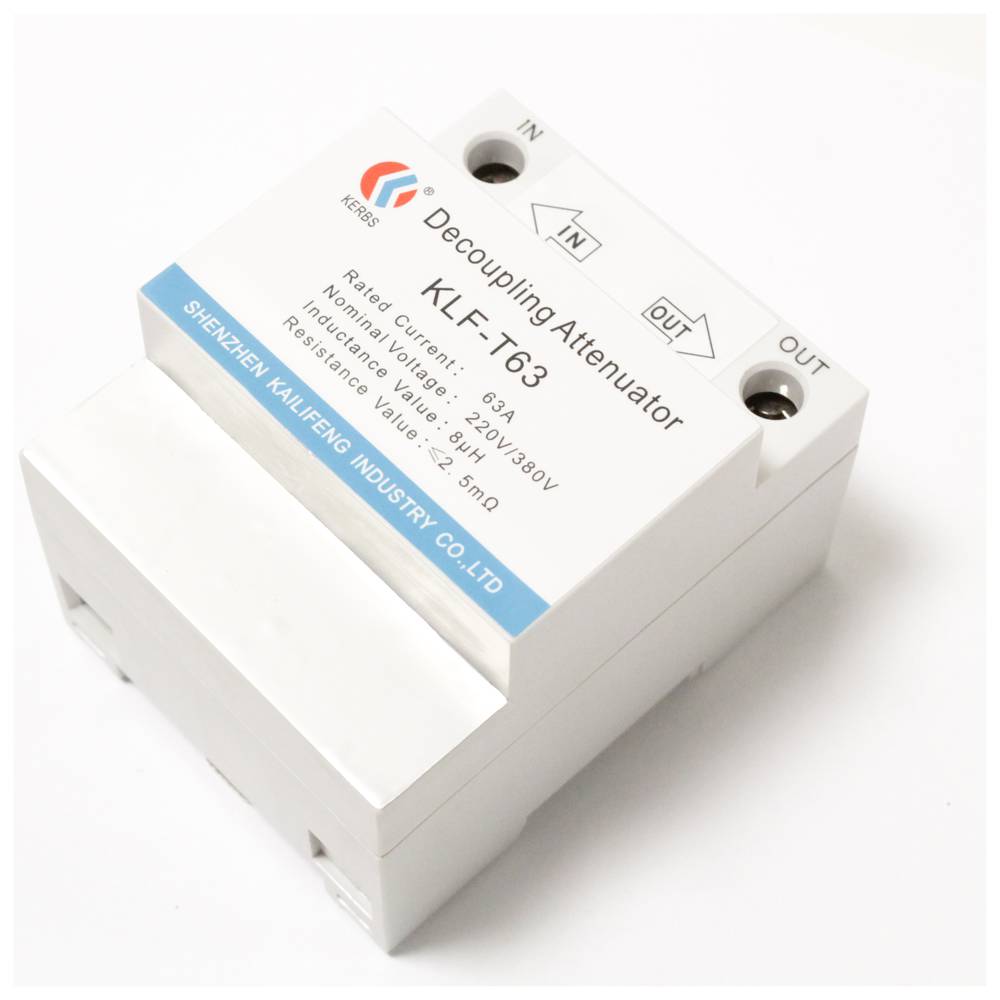 IN
IN
OUT
OUT
KERBS
®
Decoupling Attenuator
KLF-T63
Rated Current: 63A
Nominal Voltage: 220V/380V
Inductance Value: 8μH
Resistance Value: ≤2.5mΩ
SHENZHEN KAILIFENG INDUSTRY CO.,LTD